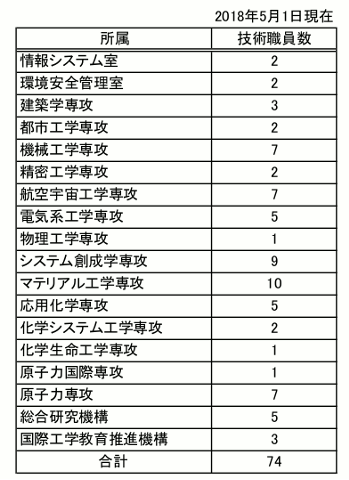 2018年5月1日現在
所属 技術職員数
情報システム室 2
環境安全管理室 2
建築学専攻 3
都市工学専攻 2
機械工学専攻 7
精密工学専攻 2
航空宇宙工学専攻 7
電気系工学専攻 5
物理工学専攻 1
システム創成学専攻 9
マテリアル工学専攻 10
応用化学専攻 5
化学システム工学専攻 2
化学生命工学専攻 1
原子力国際専攻 1
原子力専攻 7
総合研究機構 5
国際工学教育推進機構 3
合計 74